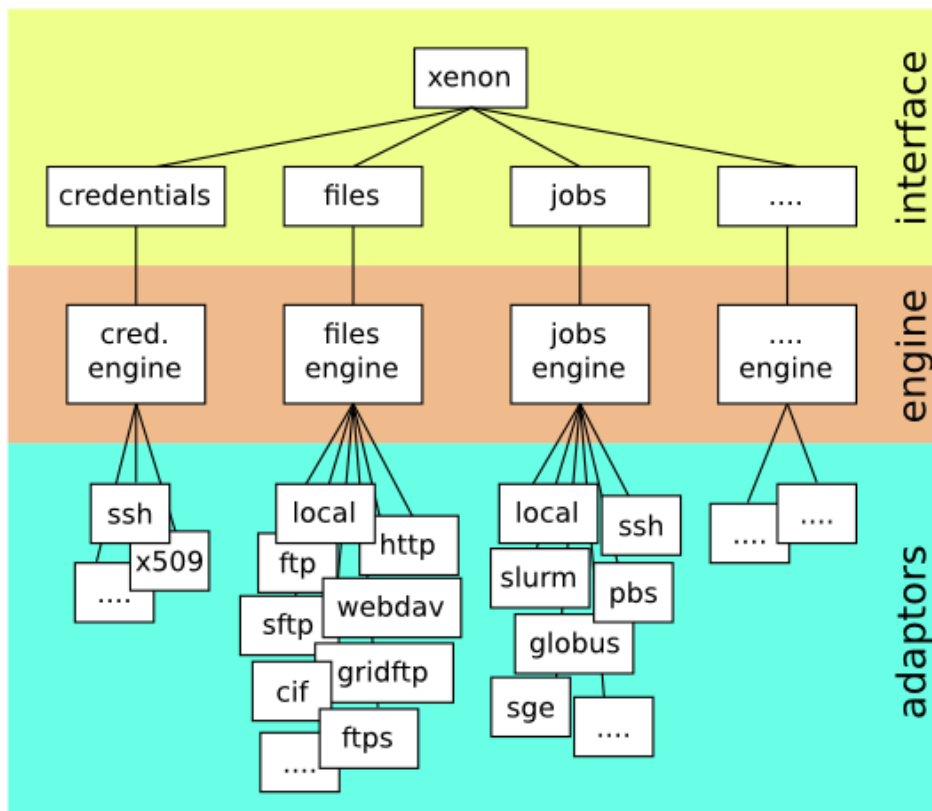 xenon
interface
credentials
files
jobs
....
engine
cred.
engine
files
engine
jobs
engine
....
engine
adaptors
ssh
x509
....
local
http
ftp
webdav
sftp
gridftp
cif
ftps
....
local
ssh
slurm
pbs
globus
sge
....
....
....